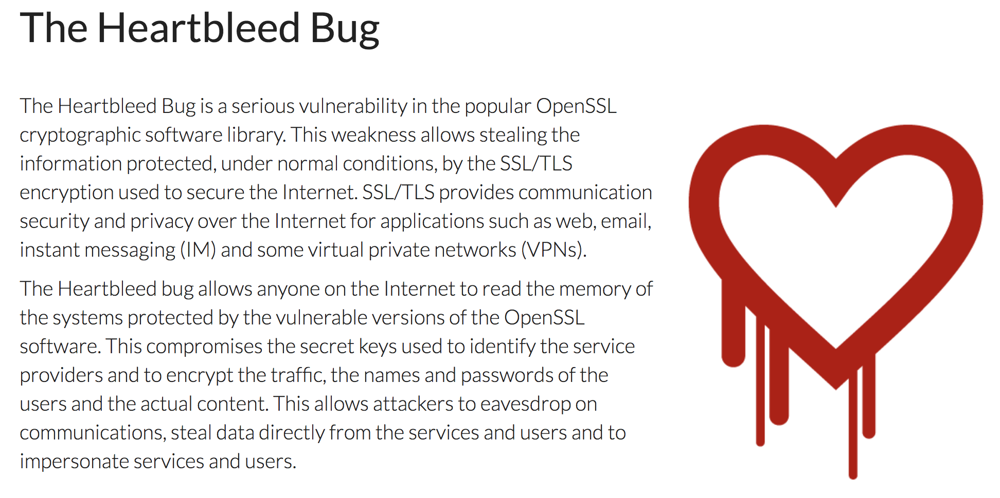 The Heartbleed Bug
The Heartbleed Bug is a serious vulnerability in the popular OpenSSL
cryptographic software library. This weakness allows stealing the
information protected, under normal conditions, by the SSL/TLS
encryption used to secure the Internet. SSL/TLS provides communication
security and privacy over the Internet for applications such as web, email,
instant messaging (IM) and some virtual private networks (VPNs).
The Heartbleed bug allows anyone on the Internet to read the memory of
the systems protected by the vulnerable versions of the OpenSSL
software. This compromises the secret keys used to identify the service
providers and to encrypt the traffic, the names and passwords of the
users and the actual content. This allows attackers to eavesdrop on
communications, steal data directly from the services and users and to
impersonate services and users.